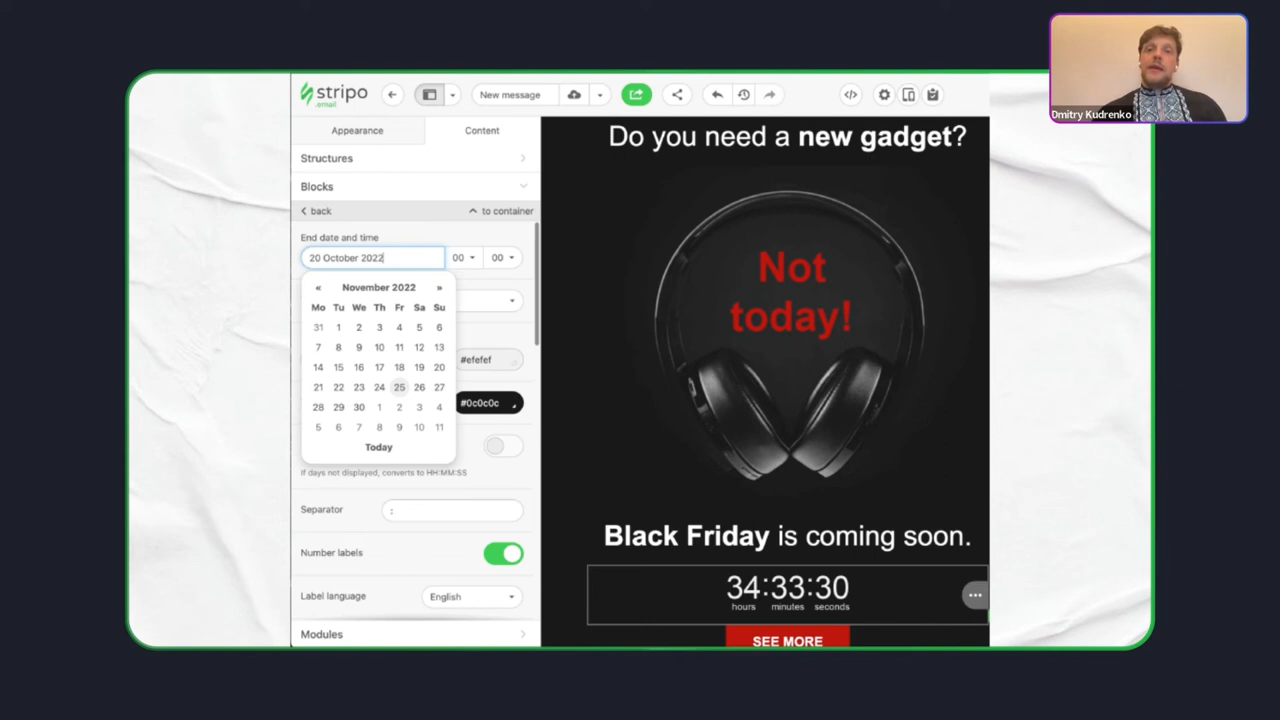 Dmitry Kudrenko
stripo
.email
New message
Appearance
Content
Structures
Blocks
back
to container
End date and time
20 October 2022
00
00
November 2022
Mo Tu We Th Fr Sa Su
31 1 2 3 4 5 6
7 8 9 10 11 12 13
14 15 16 17 18 19 20
21 22 23 24 25 26 27
28 29 30 1 2 3 4
5 6 7 8 9 10 11
Today
#efefef
#0c0c0c
If days not displayed, converts to HH:MM:SS
Separator
:
Number labels
Label language
English
Modules
Do you need a new gadget?
Not
today!
Black Friday is coming soon.
34:33:30
hours minutes seconds
SEE MORE